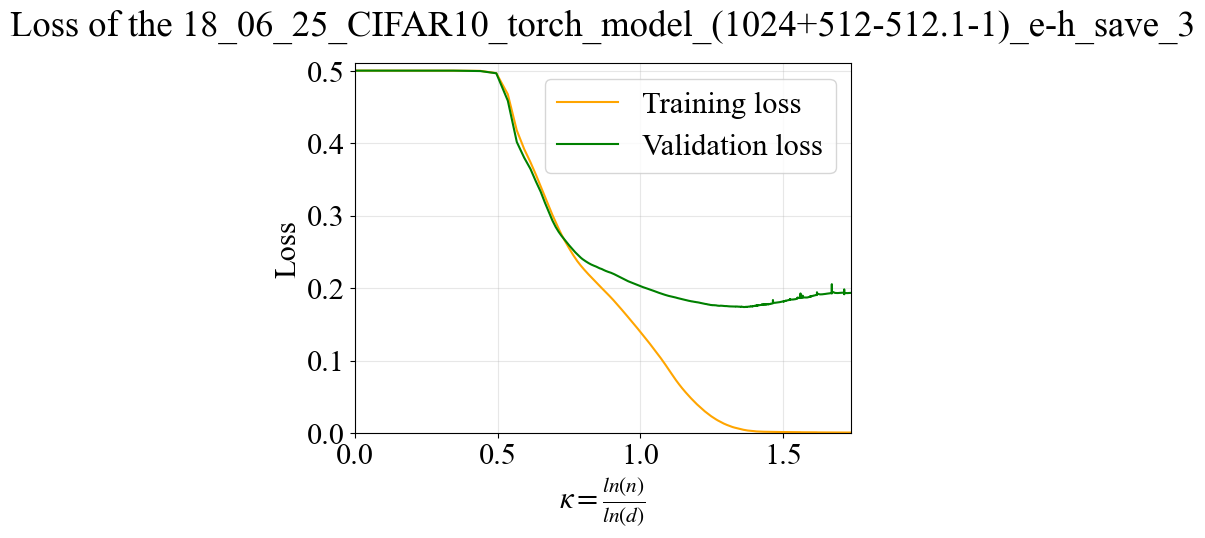 Loss of the 18_06_25_CIFAR10_torch_model_(1024+512-512.1-1)_e-h_save_3
0.5
0.4
0.3
0.2
0.1
0.0
Loss
Training loss
Validation loss
0.0 0.5 1.0 1.5
κ = ln(n) / ln(d)